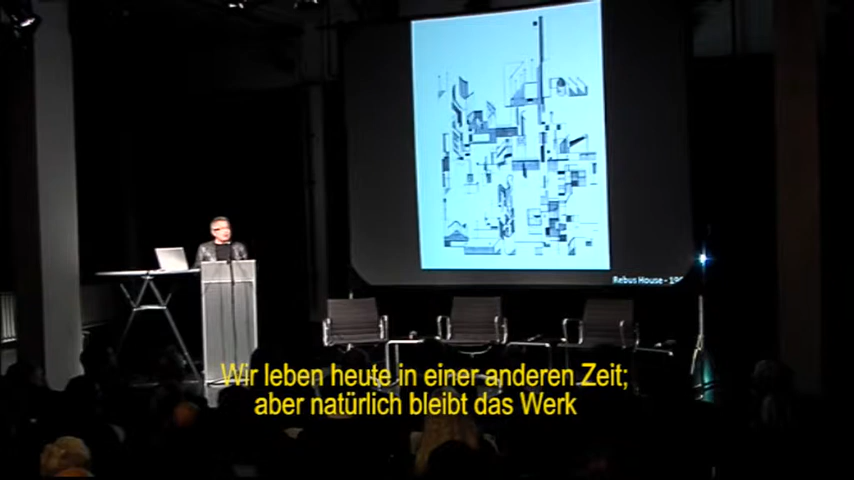 Rebus House - 19
Wir leben heute in einer anderen Zeit;
aber natürlich bleibt das Werk